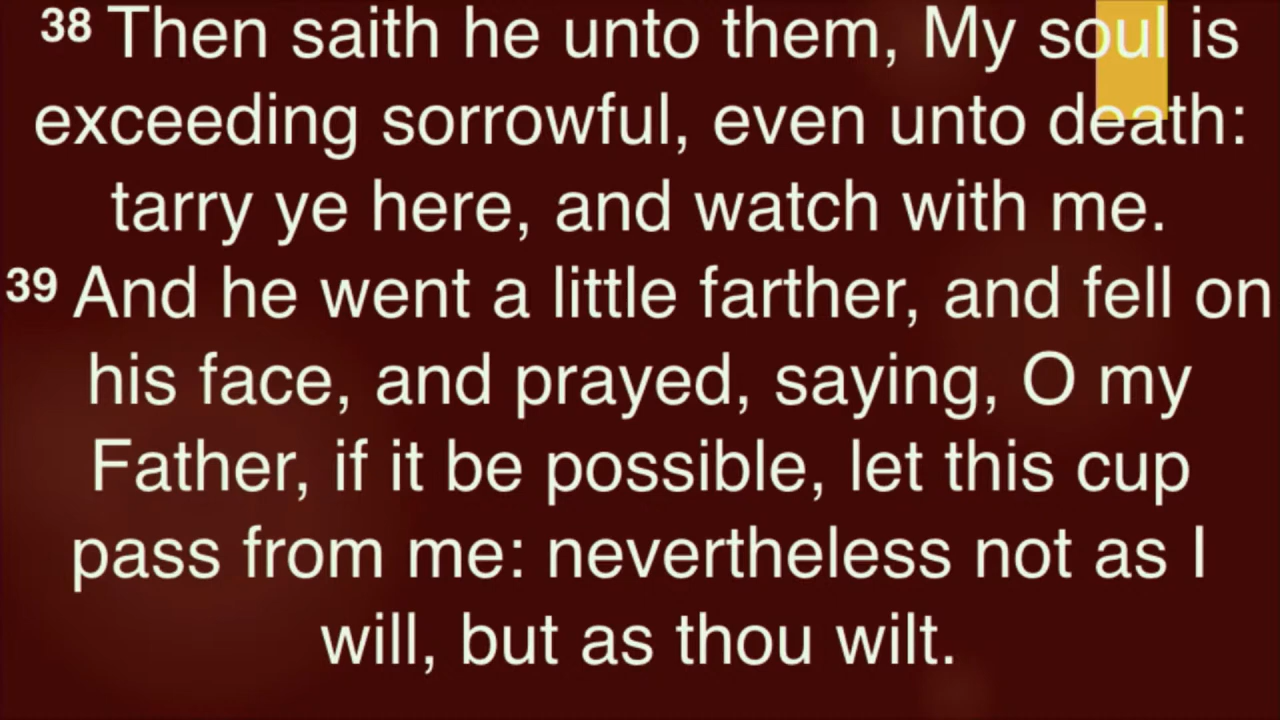 38 Then saith he unto them, My soul is
exceeding sorrowful, even unto death:
tarry ye here, and watch with me.
39 And he went a little farther, and fell on
his face, and prayed, saying, O my
Father, if it be possible, let this cup
pass from me: nevertheless not as I
will, but as thou wilt.